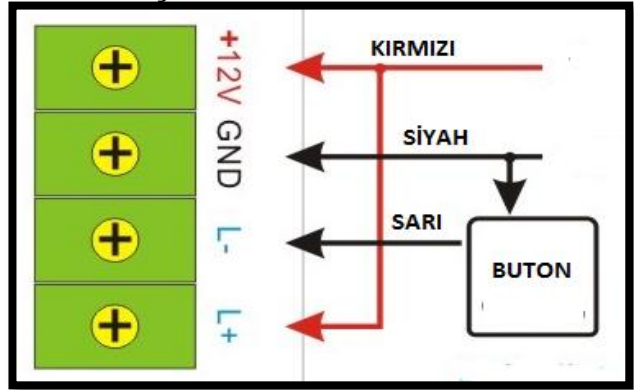 +12V
KIRMIZI
GND
SİYAH
L-
SARI
BUTON
L+